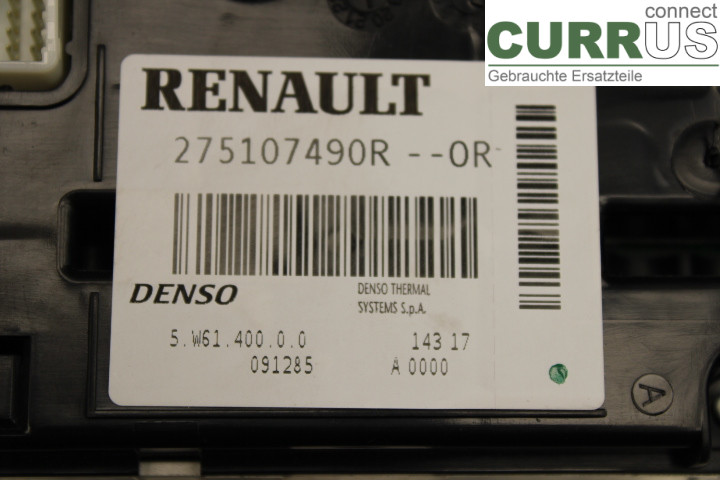 connect
CURRUS
Gebrauchte Ersatzteile
RENAULT
275107490R --0R
DENSO
DENSO THERMAL
SYSTEMS S.p.A.
5.W61.400.0.0
143 17
091285
A 0000
A